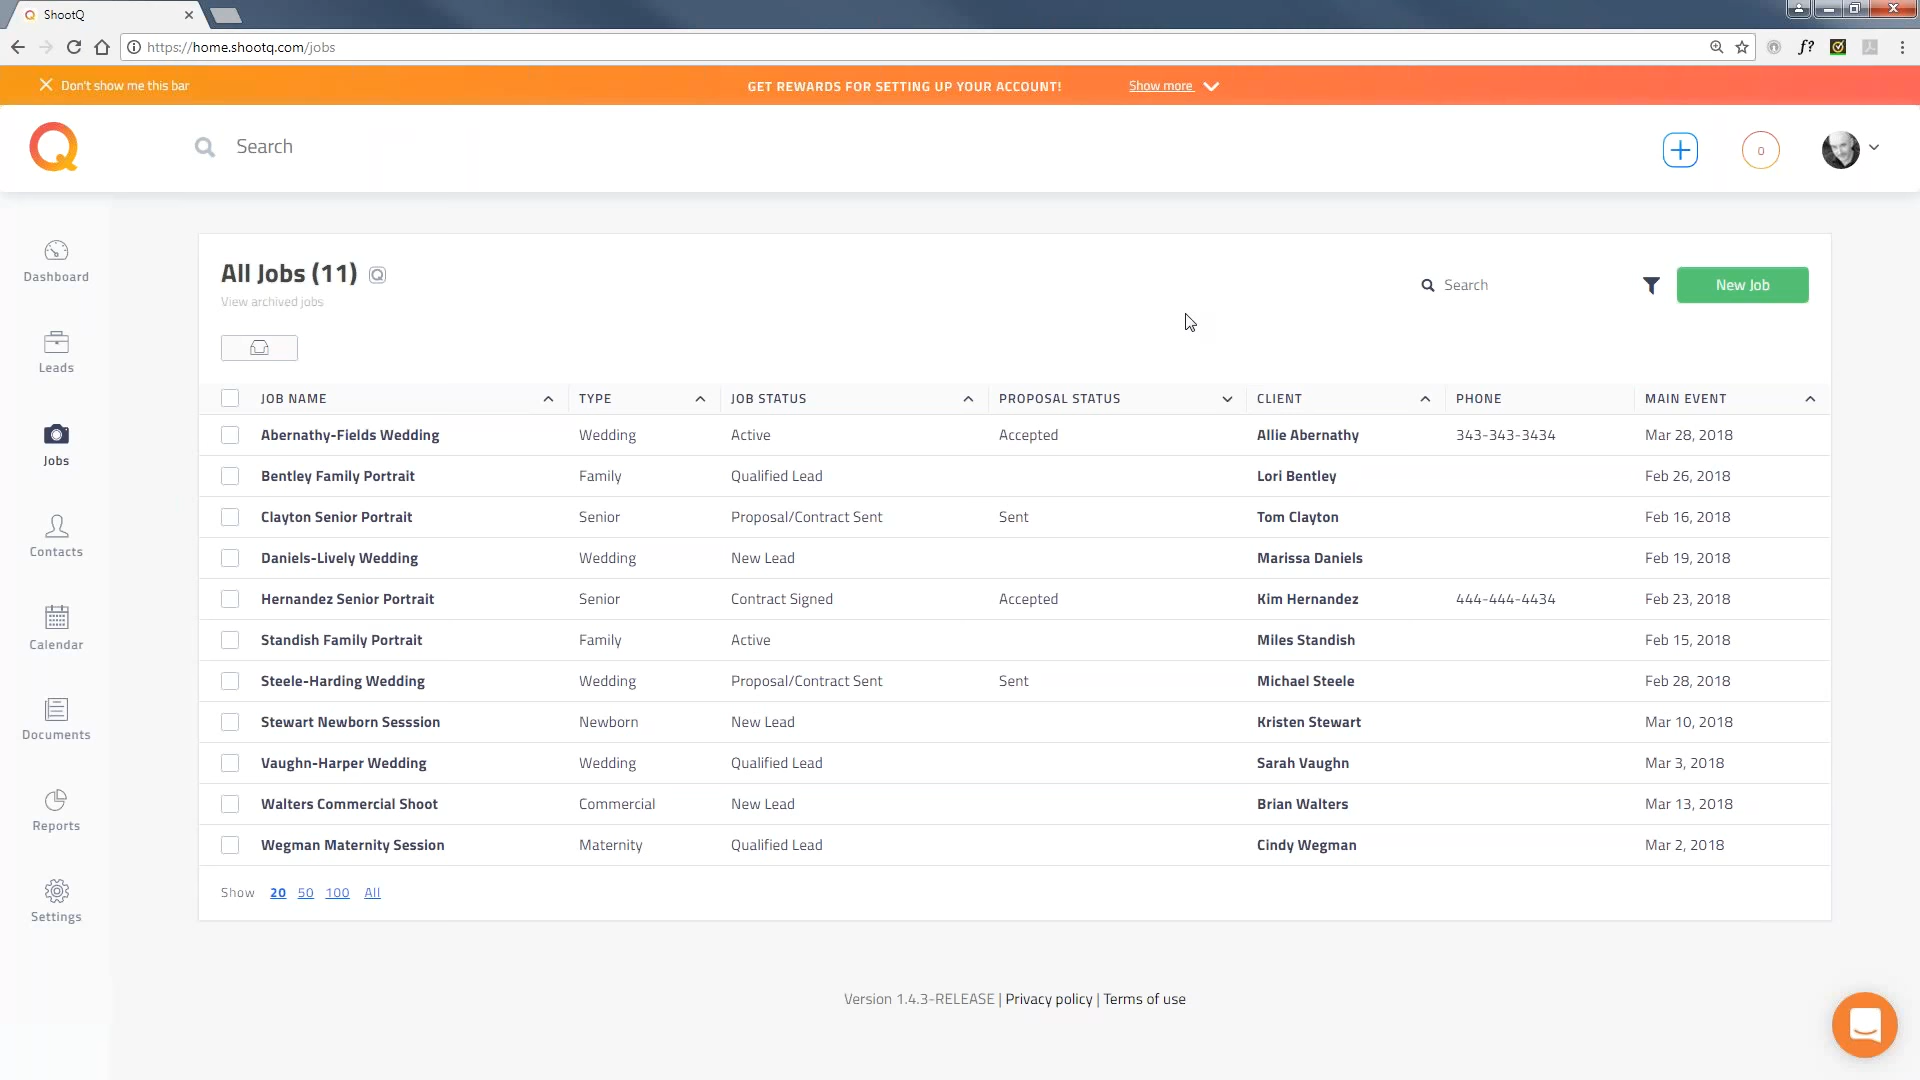 ShootQ
https://home.shootq.com/jobs
f?
Don't show me this bar
GET REWARDS FOR SETTING UP YOUR ACCOUNT!
Show more
Search
0
Dashboard
Leads
Jobs
Contacts
Calendar
Documents
Reports
Settings
All Jobs (11)
View archived jobs
Search
New Job
JOB NAME TYPE JOB STATUS PROPOSAL STATUS CLIENT PHONE MAIN EVENT
Abernathy-Fields Wedding Wedding Active Accepted Allie Abernathy 343-343-3434 Mar 28, 2018
Bentley Family Portrait Family Qualified Lead Lori Bentley Feb 26, 2018
Clayton Senior Portrait Senior Proposal/Contract Sent Sent Tom Clayton Feb 16, 2018
Daniels-Lively Wedding Wedding New Lead Marissa Daniels Feb 19, 2018
Hernandez Senior Portrait Senior Contract Signed Accepted Kim Hernandez 444-444-4434 Feb 23, 2018
Standish Family Portrait Family Active Miles Standish Feb 15, 2018
Steele-Harding Wedding Wedding Proposal/Contract Sent Sent Michael Steele Feb 28, 2018
Stewart Newborn Sesssion Newborn New Lead Kristen Stewart Mar 10, 2018
Vaughn-Harper Wedding Wedding Qualified Lead Sarah Vaughn Mar 3, 2018
Walters Commercial Shoot Commercial New Lead Brian Walters Mar 13, 2018
Wegman Maternity Session Maternity Qualified Lead Cindy Wegman Mar 2, 2018
Show 20 50 100 All
Version 1.4.3-RELEASE | Privacy policy | Terms of use